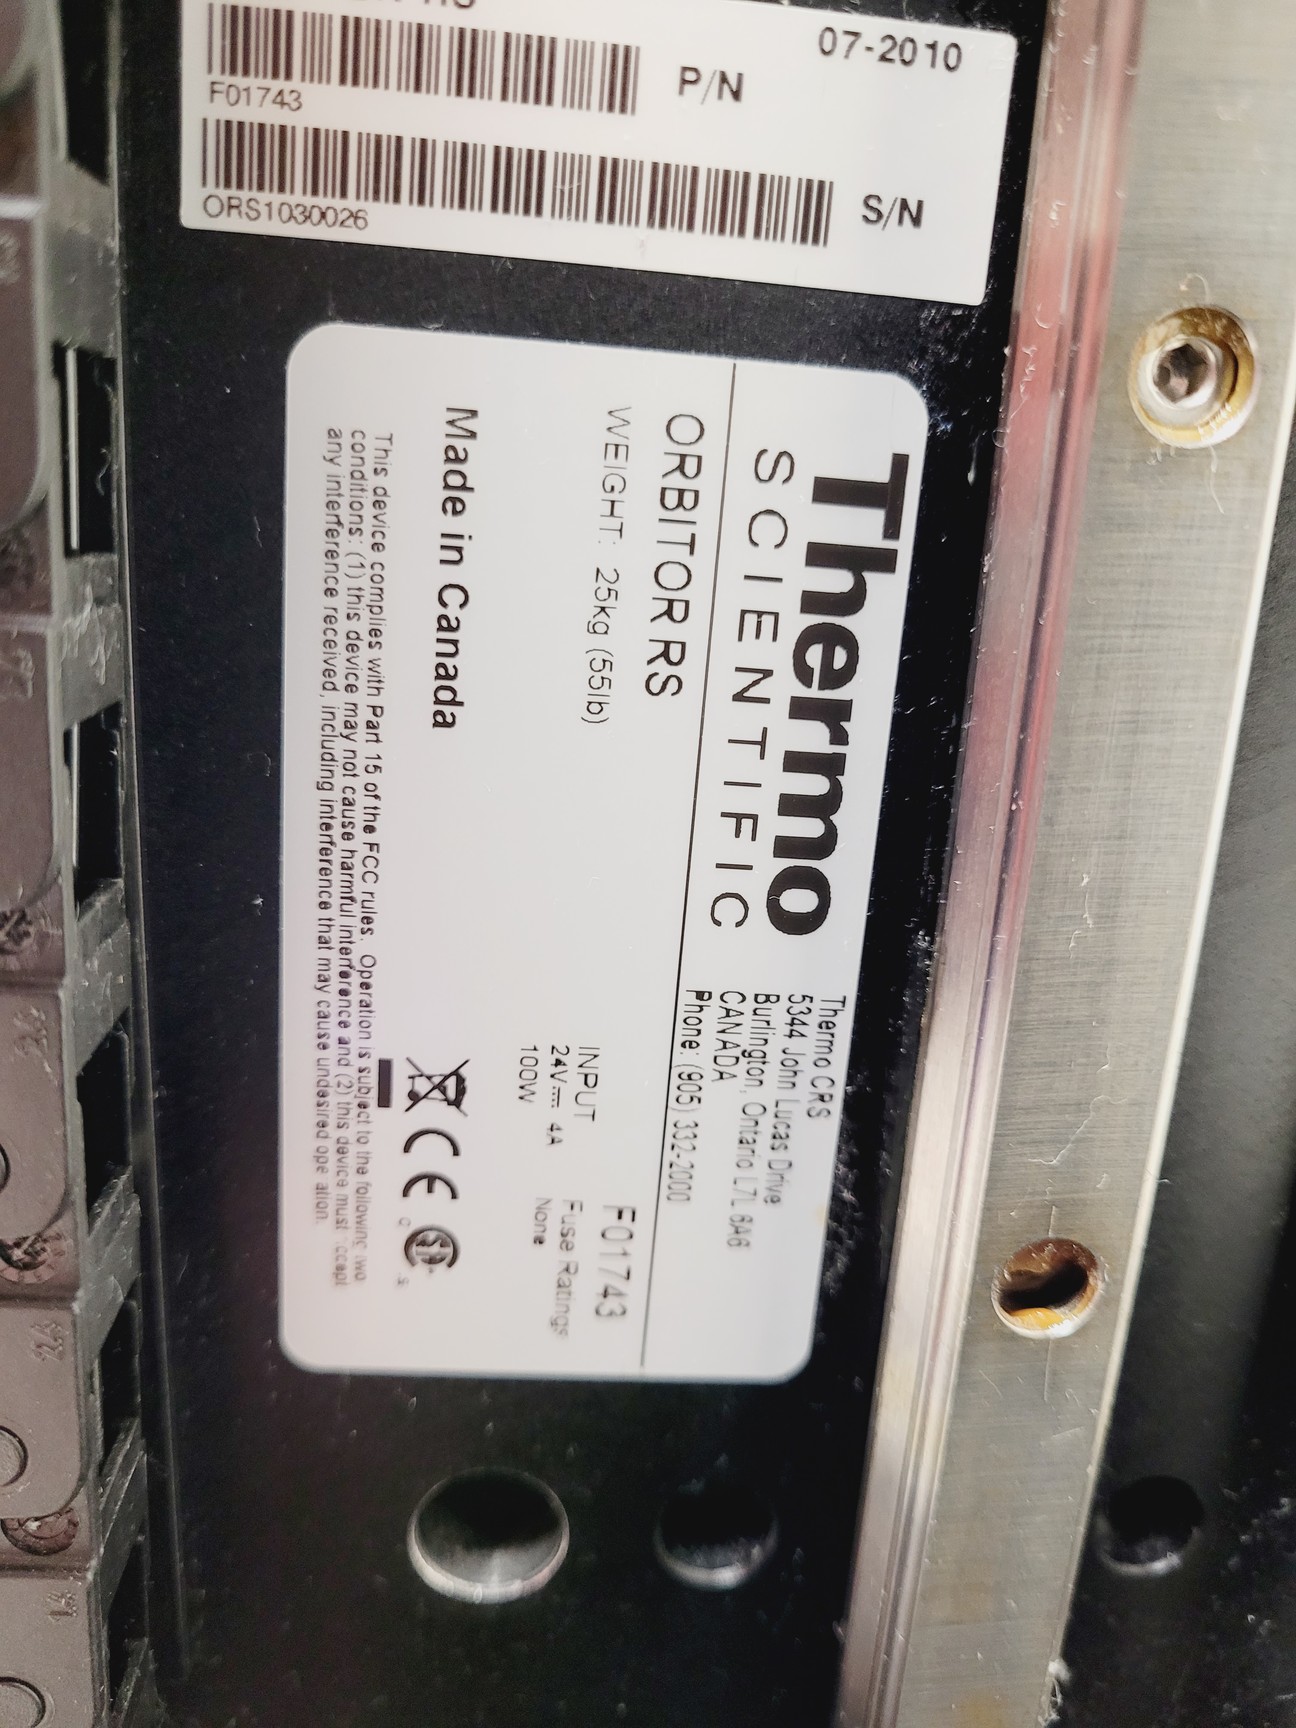 07-2010
P/N
F01743
S/N
ORS1030026
Thermo
SCIENTIFIC
Thermo CRS
5344 John Lucas Drive
Burlington, Ontario L7L 6A6
CANADA
Phone: (905) 332-2000
ORBITOR RS
WEIGHT: 25kg (55lb)
F01743
INPUT
24V 4A
100W
Fuse Ratings
None
Made in Canada
CE
This device complies with Part 15 of the FCC rules. Operation is subject to the following two
conditions: (1) this device may not cause harmful interference and (2) this device must accept
any interference received, including interference that may cause undesired operation.